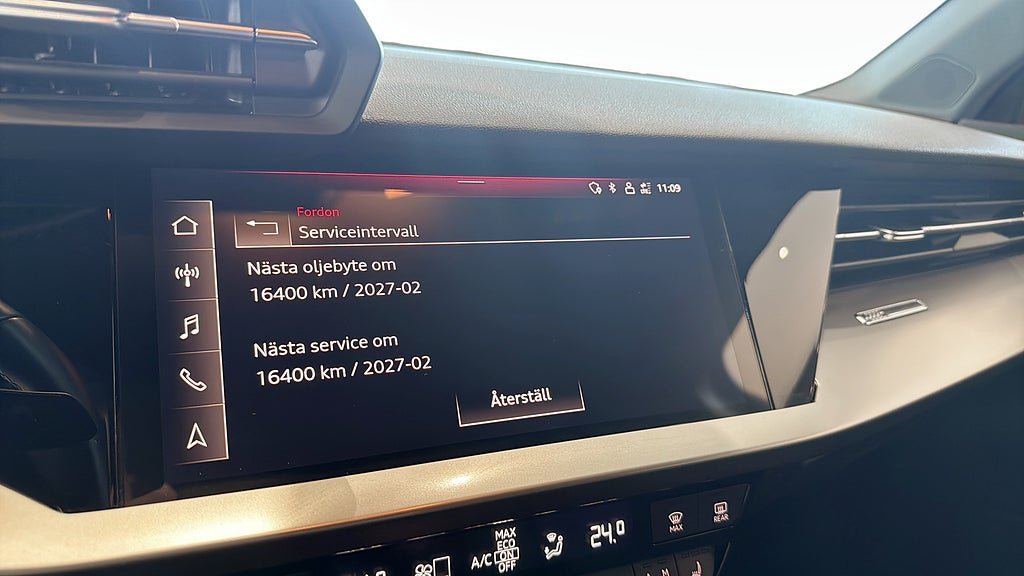 11:09
Fordon
Serviceintervall
Nästa oljebyte om
16400 km / 2027-02
Nästa service om
16400 km / 2027-02
Återställ
MAX
ECO
A/C ON
OFF
24.0
MAX
REAR